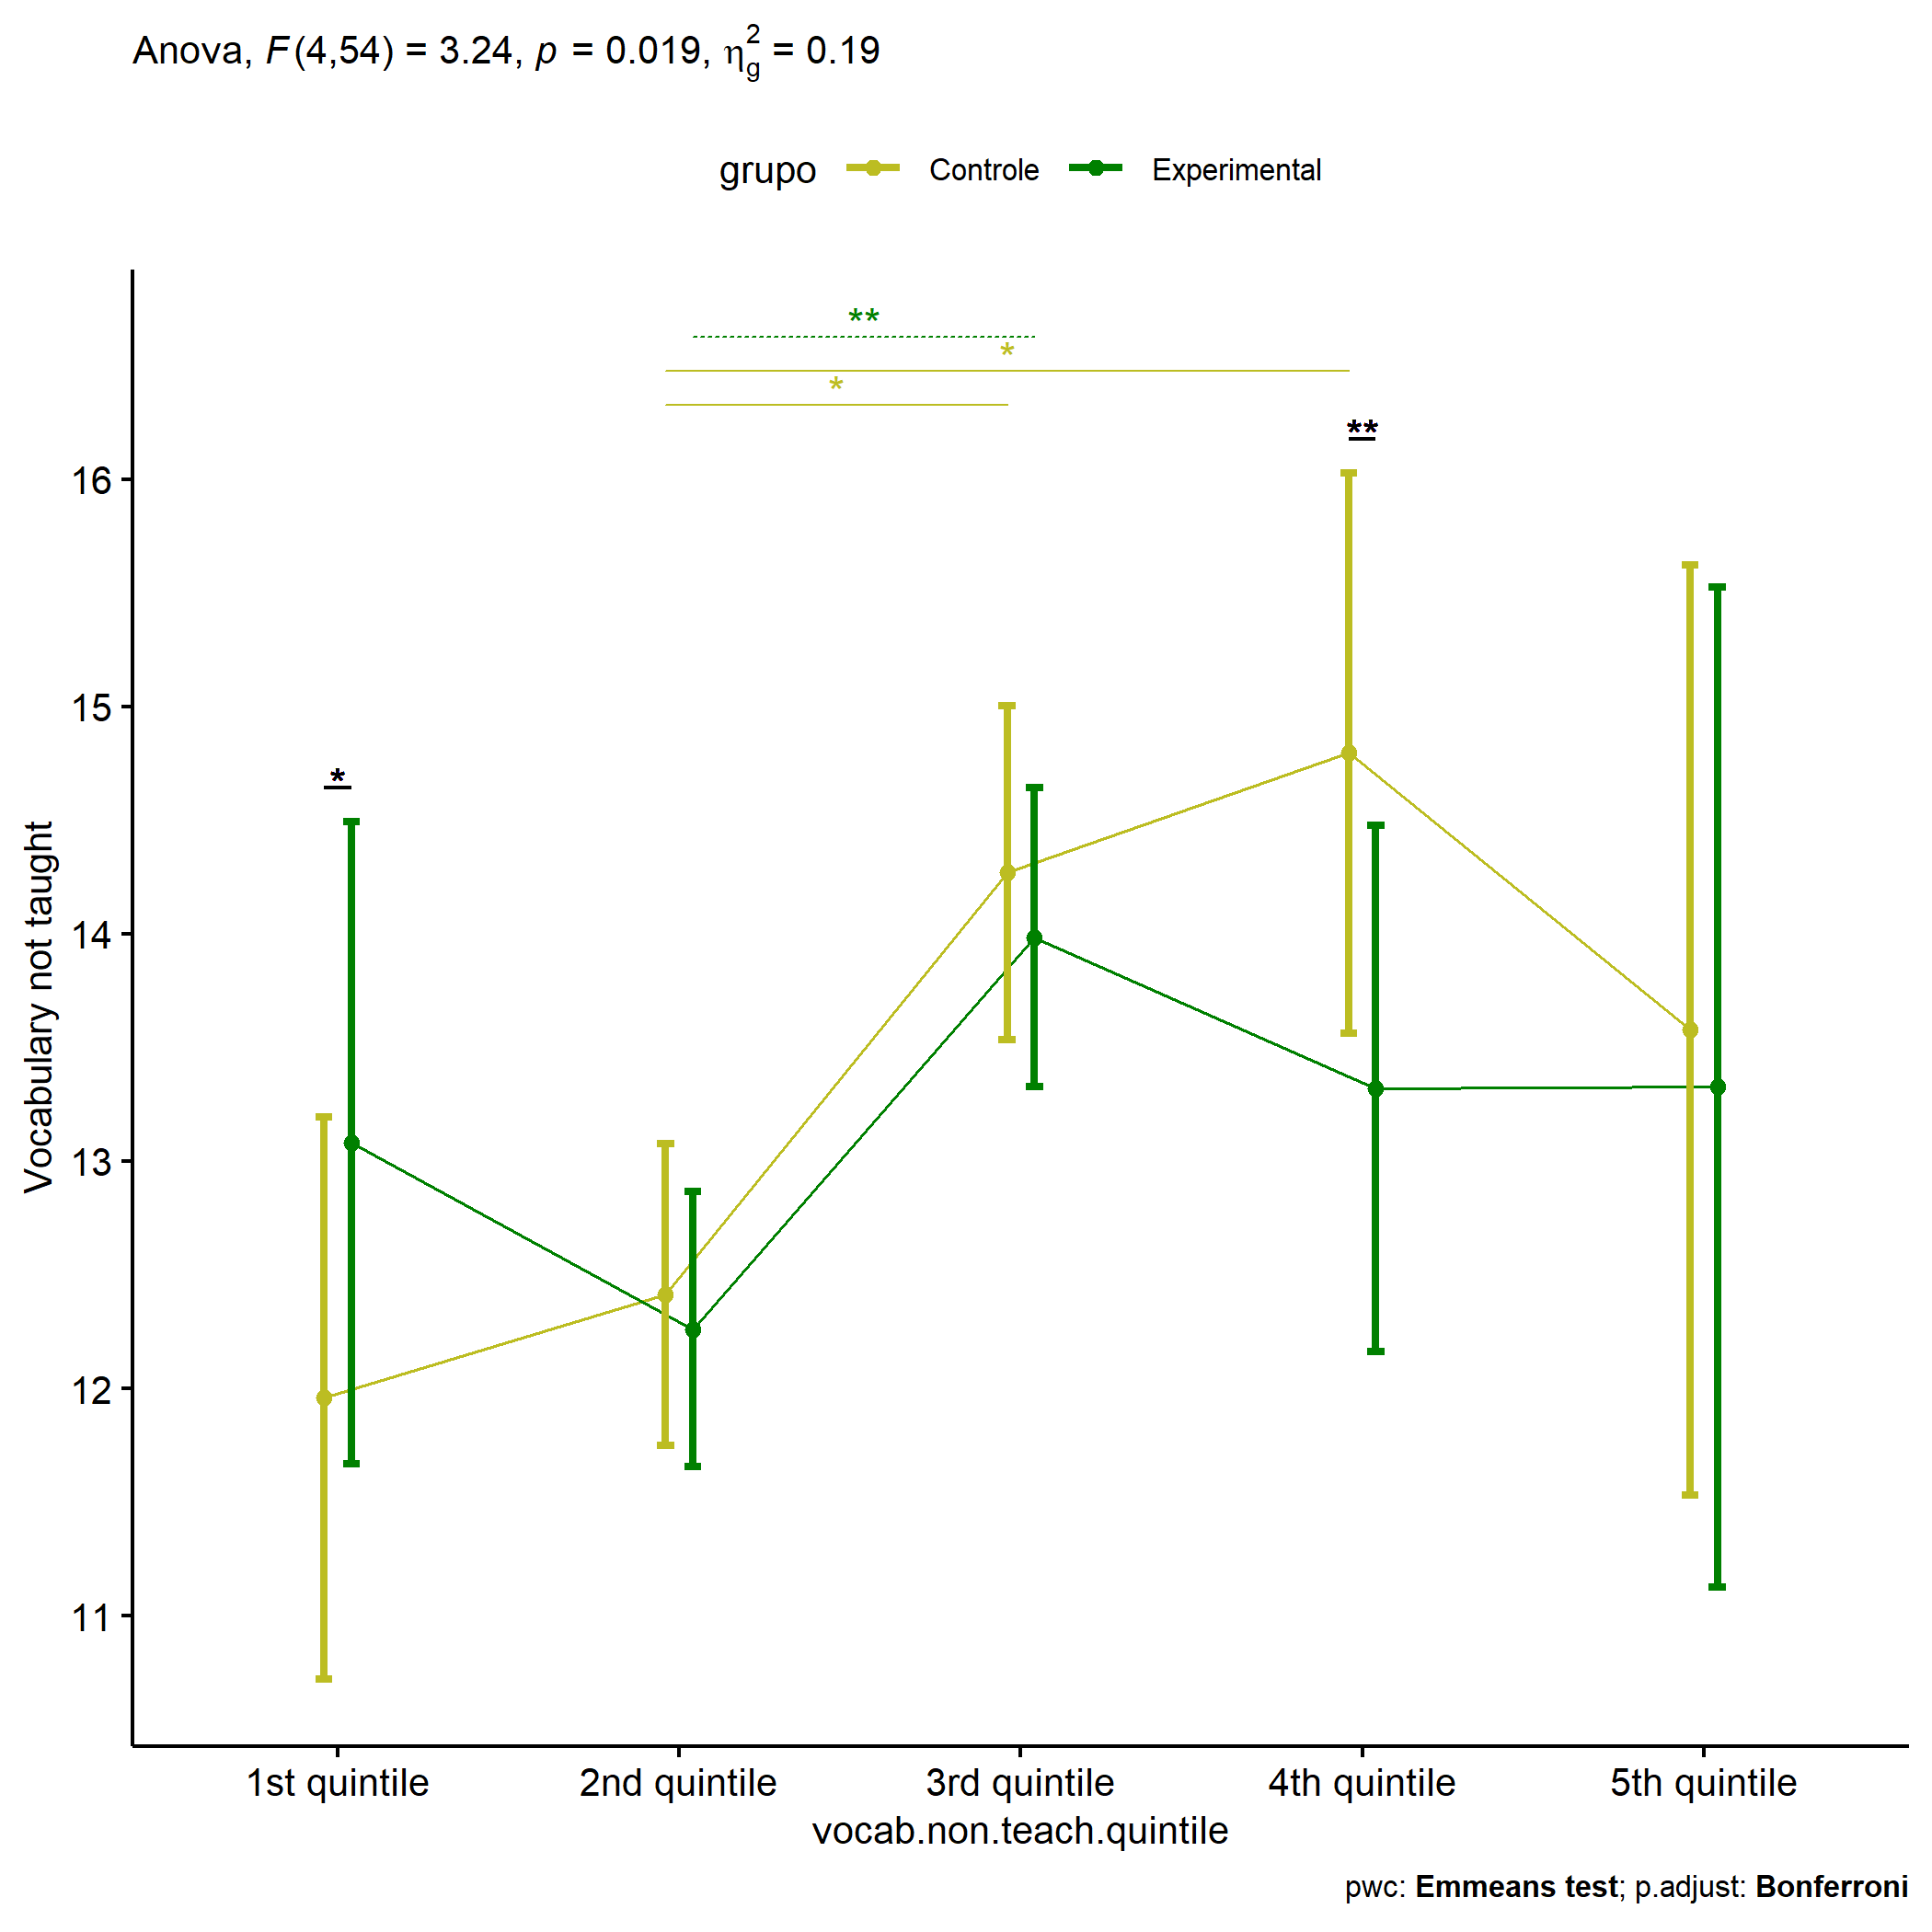 Anova, F(4,54) = 3.24, p = 0.019, η²g = 0.19
grupo Controle Experimental
**
*
*
**
16
15
*
14
13
12
11
Vocabulary not taught
1st quintile 2nd quintile 3rd quintile 4th quintile 5th quintile
vocab.non.teach.quintile
pwc: Emmeans test; p.adjust: Bonferroni